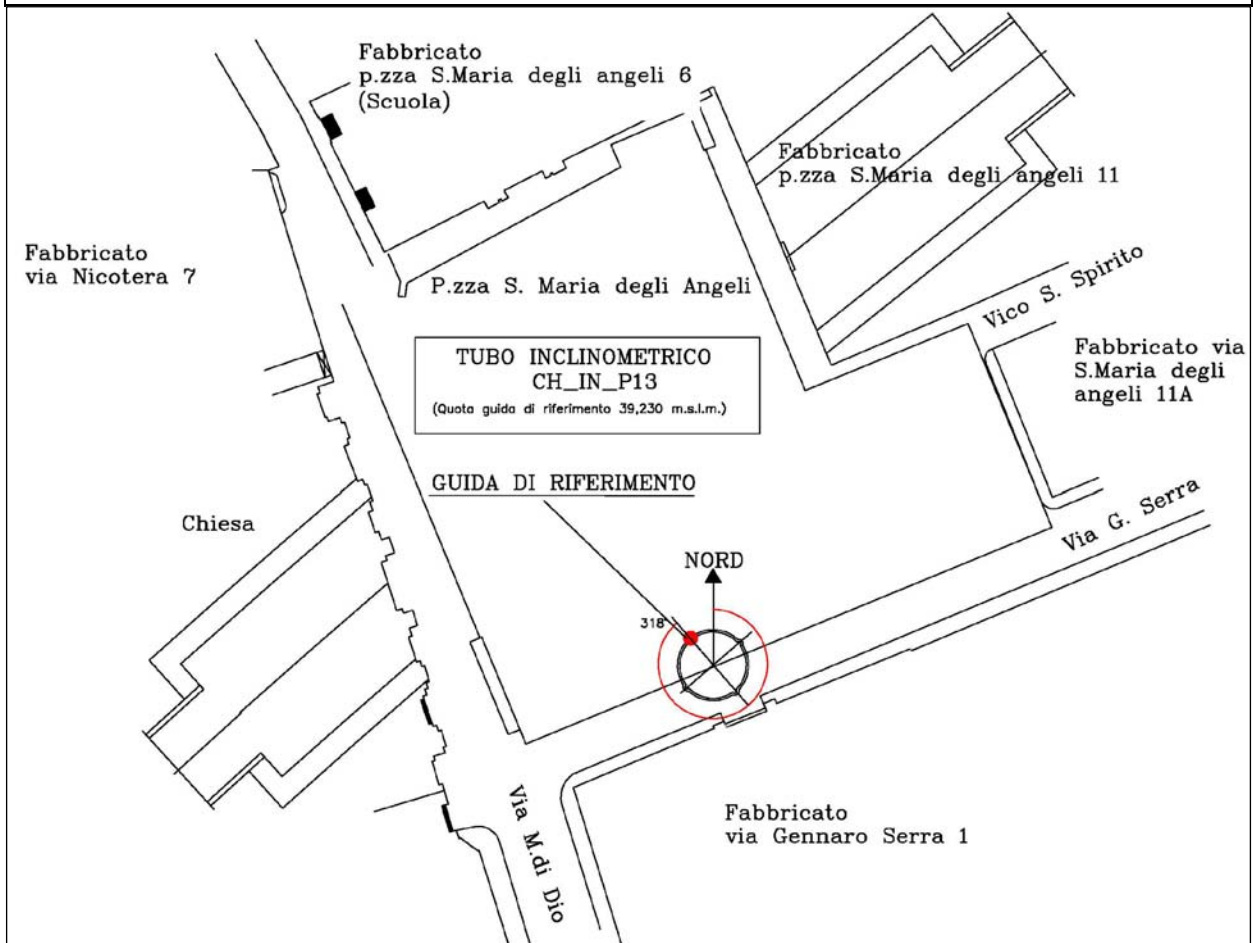 Fabbricato
p.zza S.Maria degli angeli 6
(Scuola)
Fabbricato
p.zza S.Maria degli angeli 11
Fabbricato
via Nicotera 7
P.zza S. Maria degli Angeli
Vico S. Spirito
TUBO INCLINOMETRICO
CH_IN_P13
(Quota guida di riferimento 39,230 m.s.l.m.)
Fabbricato via
S.Maria degli
angeli 11A
GUIDA DI RIFERIMENTO
Chiesa
Via G. Serra
NORD
318°
Via M.di Dio
Fabbricato
via Gennaro Serra 1